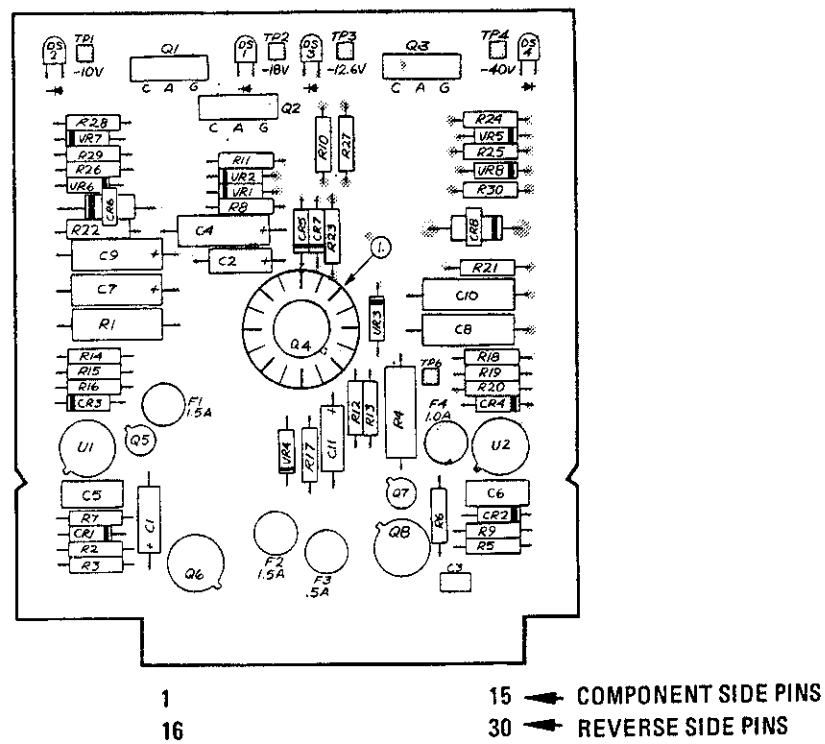 DS 2
TP1
-10V
Q1
C A G
DS 1
TP2
-18V
DS 3
TP3
-12.6V
Q3
C A G
TP4
-40V
DS 4
Q2
C A G
R28
VR7
R29
R26
VR6
CR6
R22
C9
C7
R1
R11
VR2
VR1
R8
C4 +
C2 +
R10
R27
CR5
CR7
R23
1.
R24
VR5
R25
VR8
R30
CR8
R21
C10
C8
Q4
VR3
R14
R15
R16
CR3
F1
1.5A
U1
Q5
C5
R7
CR1
R2
R3
C1
+
Q6
VR4
R17
C11
+
R12
R13
R4
TP6
F4
1.0A
R18
R19
R20
CR4
U2
Q7
Q8
R6
C6
CR2
R9
R5
C3
F2
1.5A
F3
.5A
1 15 COMPONENT SIDE PINS
16 30 REVERSE SIDE PINS